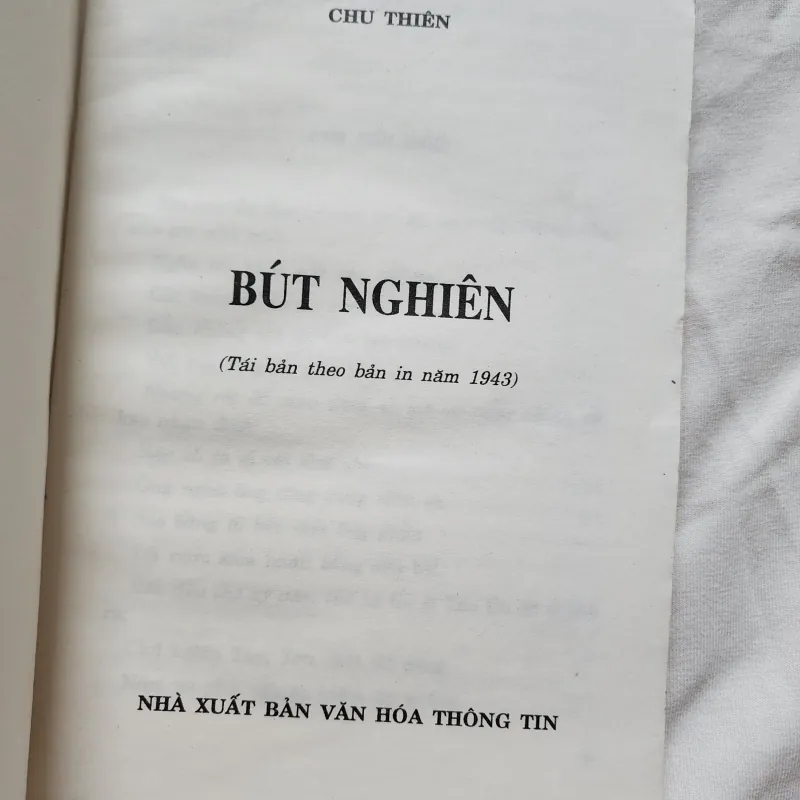 CHU THIÊN
BÚT NGHIÊN
(Tái bản theo bản in năm 1943)
NHÀ XUẤT BẢN VĂN HÓA THÔNG TIN